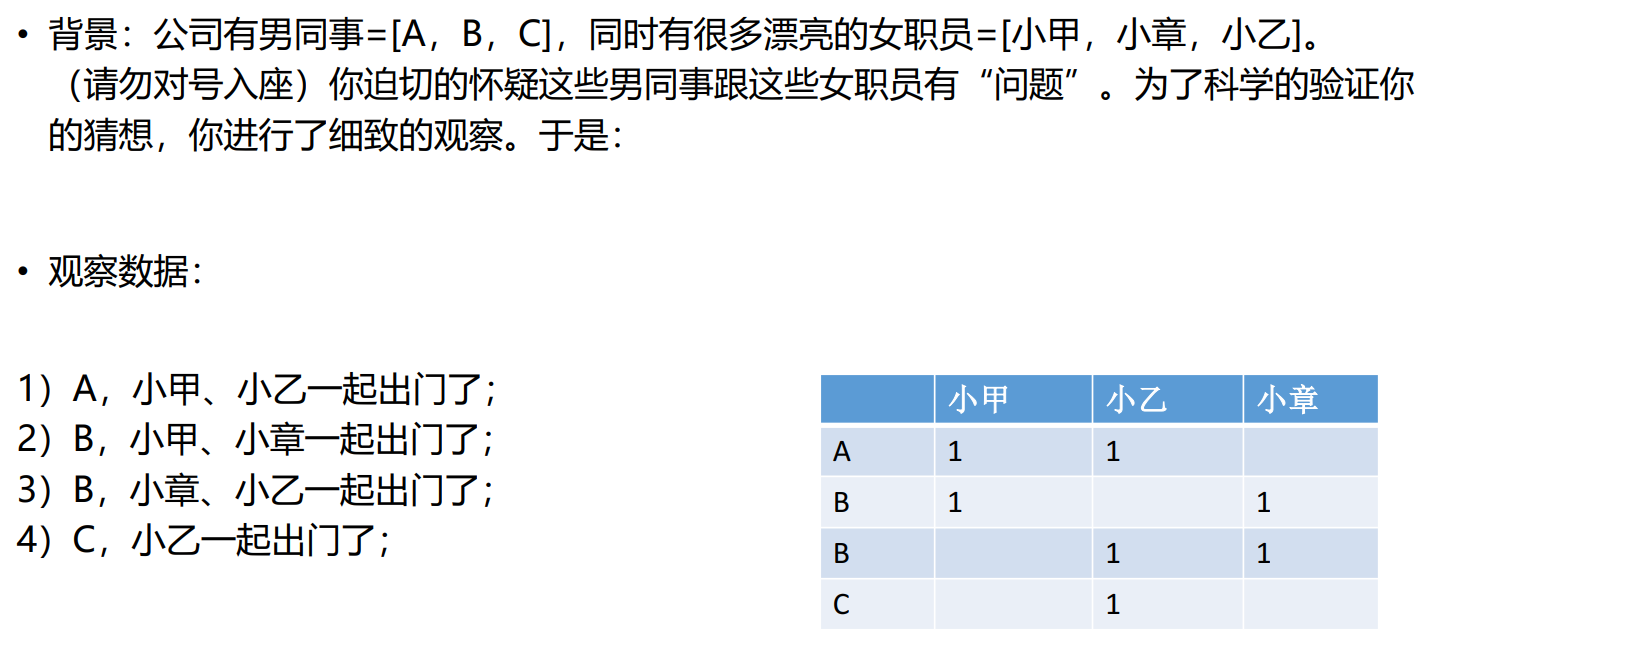 • 背景：公司有男同事=[A，B，C]，同时有很多漂亮的女职员=[小甲，小章，小乙]。
（请勿对号入座）你迫切的怀疑这些男同事跟这些女职员有“问题”。为了科学的验证你
的猜想，你进行了细致的观察。于是：
• 观察数据：
1）A，小甲、小乙一起出门了；
2）B，小甲、小章一起出门了；
3）B，小章、小乙一起出门了；
4）C，小乙一起出门了；
小甲 小乙 小章
A 1 1
B 1 1
B 1 1
C 1